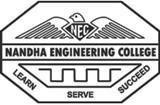 NEC
NANDHA ENGINEERING COLLEGE
LEARN
SERVE
SUCCEED